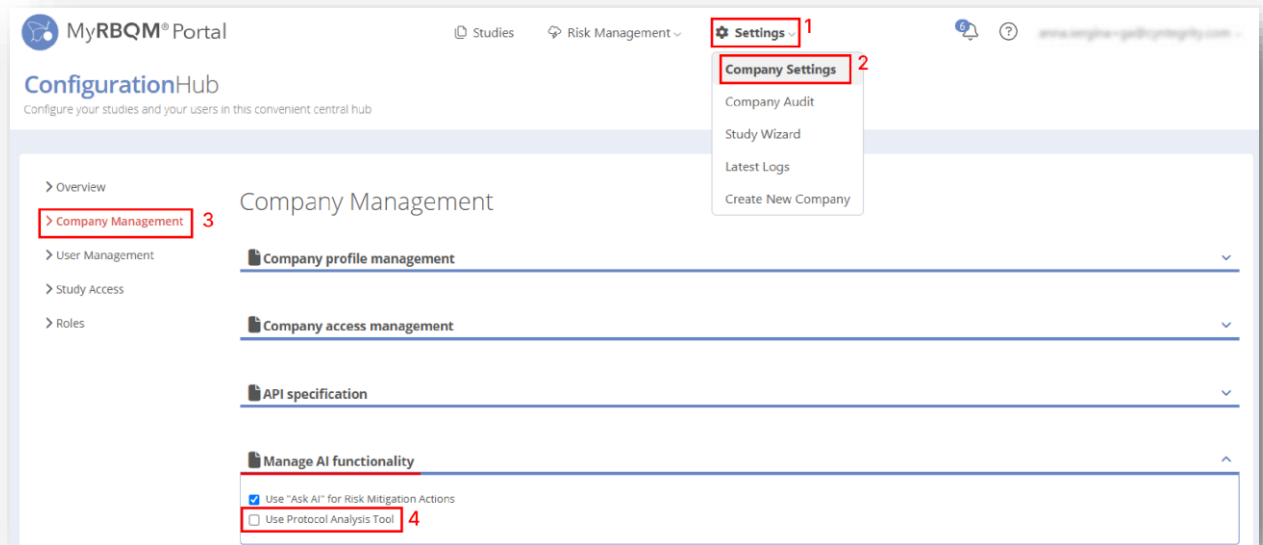 MyRBQM® Portal
Studies
Risk Management
Settings
1
6
?
Company Settings
2
Company Audit
Study Wizard
Latest Logs
Create New Company
ConfigurationHub
Configure your studies and your users in this convenient central hub
Overview
Company Management
3
User Management
Study Access
Roles
Company Management
Company profile management
Company access management
API specification
Manage AI functionality
Use "Ask AI" for Risk Mitigation Actions
Use Protocol Analysis Tool
4